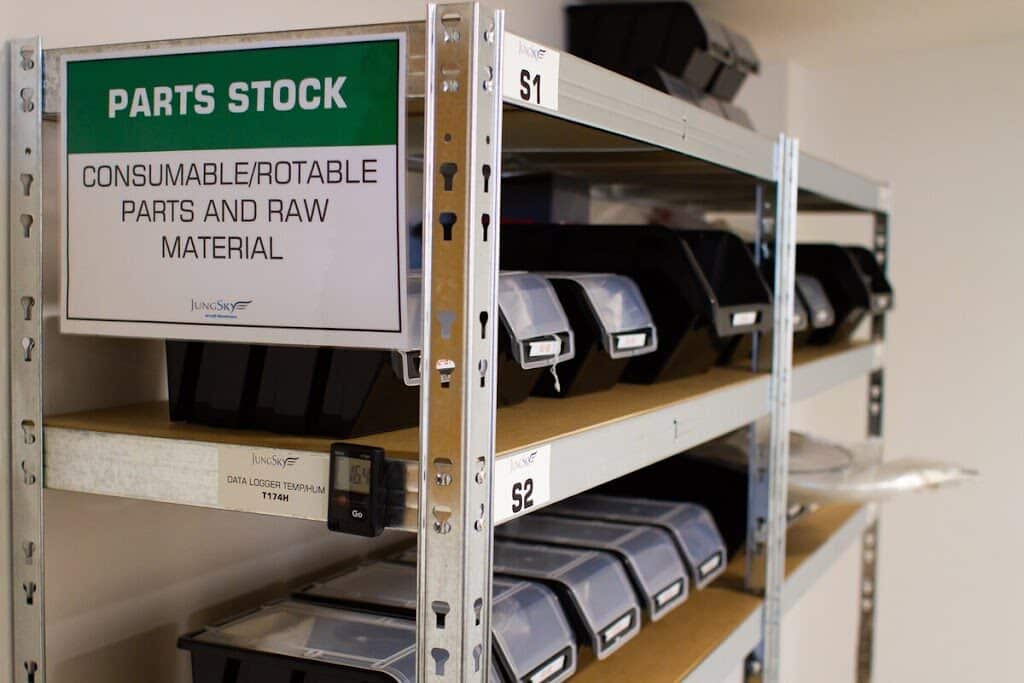 PARTS STOCK
CONSUMABLE/ROTABLE
PARTS AND RAW
MATERIAL
JUNGSKY
JUNGSKY
S1
JUNGSKY
DATA LOGGER TEMP/HUM
T174H
Go
JUNGSKY
S2